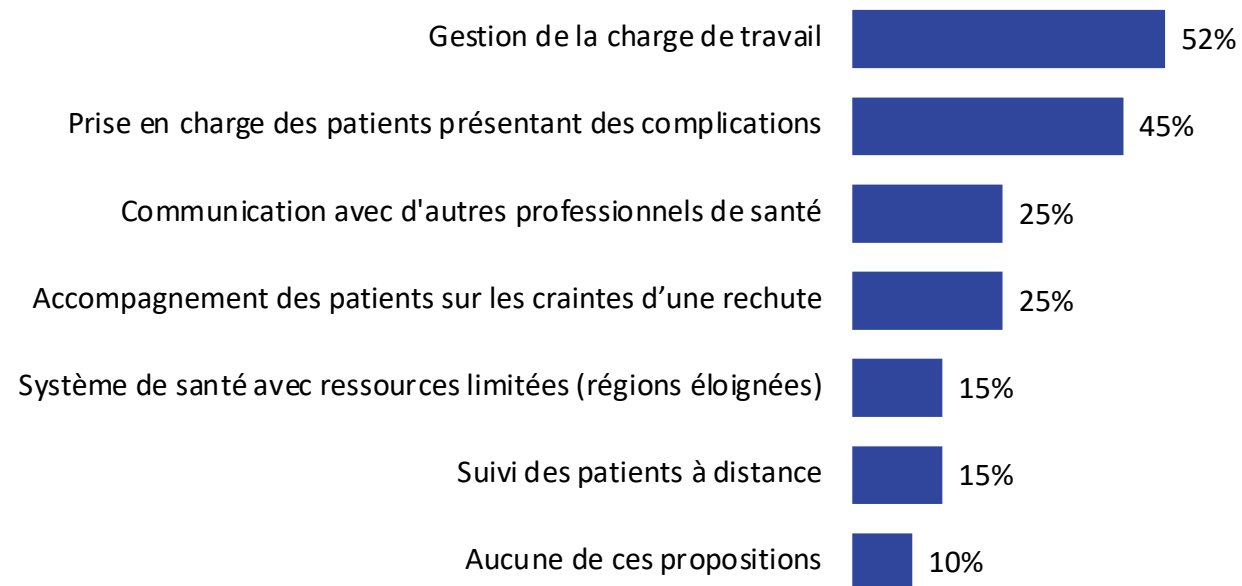 Gestion de la charge de travail 52%
Prise en charge des patients présentant des complications 45%
Communication avec d'autres professionnels de santé 25%
Accompagnement des patients sur les craintes d’une rechute 25%
Système de santé avec ressources limitées (régions éloignées) 15%
Suivi des patients à distance 15%
Aucune de ces propositions 10%